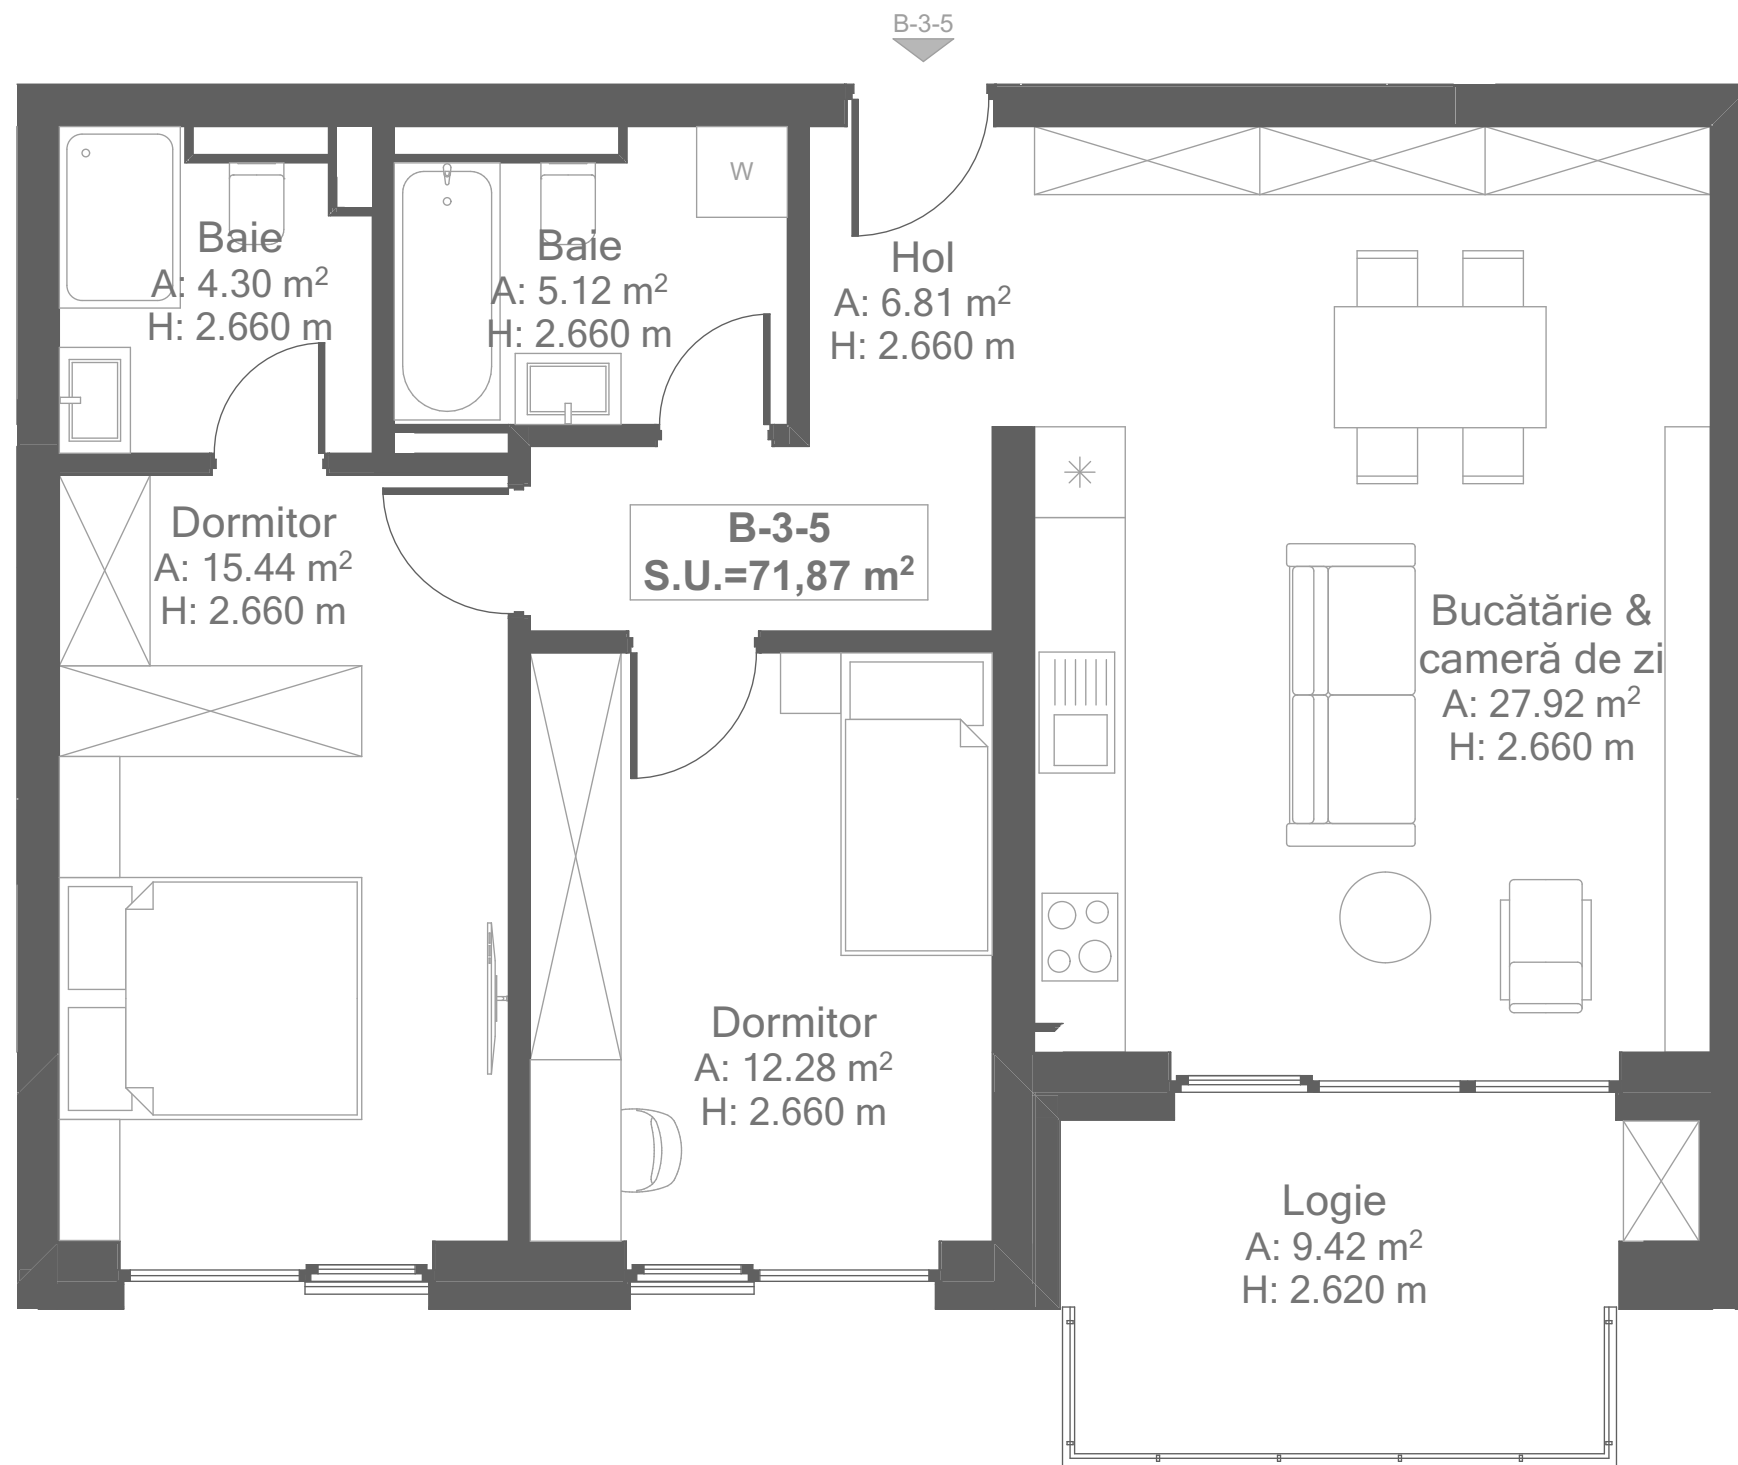 B-3-5
Baie
A: 4.30 m²
H: 2.660 m
Baie
A: 5.12 m²
H: 2.660 m
W
Hol
A: 6.81 m²
H: 2.660 m
Dormitor
A: 15.44 m²
H: 2.660 m
B-3-5
S.U.=71,87 m²
Bucătărie &
cameră de zi
A: 27.92 m²
H: 2.660 m
Dormitor
A: 12.28 m²
H: 2.660 m
Logie
A: 9.42 m²
H: 2.620 m